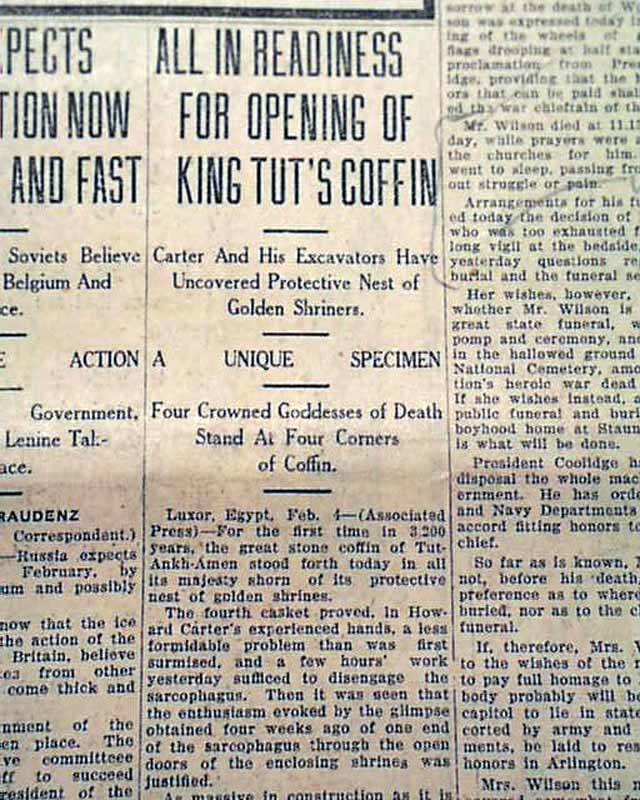 PECTS
TION NOW
AND FAST
Soviets Believe
Belgium And
ce.
E ACTION
Government,
Lenine Tak-
ace.
RAUDENZ
Correspondent.)
—Russia expects
February, by
um and possibly
now that the ice
the action of the
Britain, believe
from other
come thick and
nment of the
en place. The
ve committee
ff to succeed
resident of the
ALL IN READINESS
FOR OPENING OF
KING TUT'S COFFIN
Carter And His Excavators Have
Uncovered Protective Nest of
Golden Shriners.
A UNIQUE SPECIMEN
Four Crowned Goddesses of Death
Stand At Four Corners
of Coffin.
Luxor, Egypt, Feb. 4—(Associated
Press)—For the first time in 3,200
years, the great stone coffin of Tut-
Ankh-Amen stood forth today in all
its majesty shorn of its protective
nest of golden shrines.
The fourth casket proved, in How-
ard Carter's experienced hands, a less
formidable problem than was first
surmised, and a few hours' work
yesterday sufficed to disengage the
sarcophagus. Then it was seen that
the enthusiasm evoked by the glimpse
obtained four weeks ago of one end
of the sarcophagus through the open
doors of the enclosing shrines was
justified.
As massive in construction as it is
sorrow at the death of W
son was expressed today
ing of the wheels of
flags drooping at half st
proclamation from Pres
idge, providing that the
ors that can be paid shal
ed the war chieftain of th
Mr. Wilson died at 11.1
day, while prayers were
the churches for him.
went to sleep, passing fro
out struggle or pain.
Arrangements for his fu
ed today the decision of
who was too exhausted f
long vigil at the bedside,
yesterday questions re
burial and the funeral se
Her wishes, however,
whether Mr. Wilson is
great state funeral, w
pomp and ceremony, an
in the hallowed ground
National Cemetery, amo
tion's heroic war dead
If she wishes instead, a
public funeral and buri
boyhood home at Staun
is what will be done.
President Coolidge h
disposal the whole mac
ernment. He has orde
and Navy Departments
accord fitting honors to
chief.
So far as is known,
not, before his death,
preference as to where
buried, nor as to the c
funeral.
If, therefore, Mrs. W
to the wishes of the
to pay full homage to
body probably will b
capitol to lie in state
corted by army and
ments, be laid to res
honors in Arlington.
Mrs. Wilson this